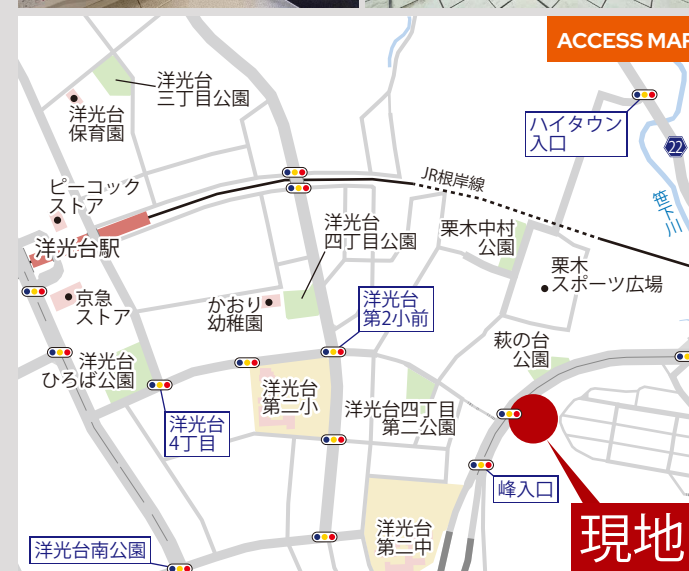 ACCESS MAP
洋光台
三丁目公園
洋光台
保育園
ハイタウン
入口
22
ピーコック
ストア
JR根岸線
笹下川
洋光台
四丁目公園
栗木中村
公園
洋光台駅
栗木
スポーツ広場
京急
ストア
かおり
幼稚園
洋光台
第2小前
萩の台
公園
洋光台
ひろば公園
洋光台
第二小
洋光台四丁目
第二公園
洋光台
4丁目
峰入口
現地
洋光台
第二中
洋光台南公園